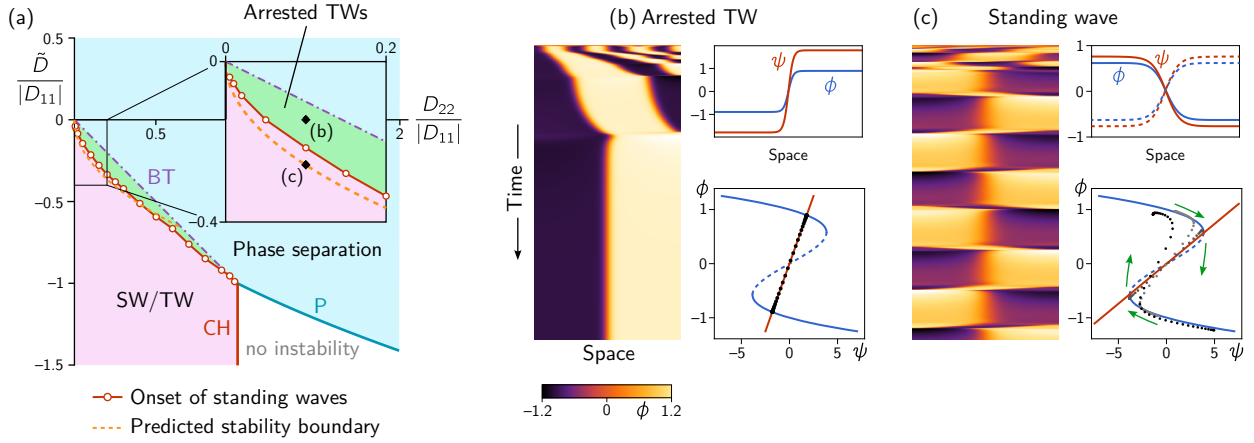 (a)
Arrested TWs
D̃
|D₁₁|
0
0.2
0
−0.4
(b)
(c)
D₂₂
|D₁₁|
0
0.5
2
−0.5
−1
−1.5
BT
Phase separation
SW/TW
CH
P
no instability
Onset of standing waves
Predicted stability boundary
(b) Arrested TW
Time
Space
−1.2
0
ϕ
1.2
1
0
−1
ψ
ϕ
Space
ϕ
1
0
−1
−5
0
5
ψ
(c) Standing wave
1
0
−1
ψ
ϕ
Space
ϕ
1
0
−1
−5
0
5
ψ